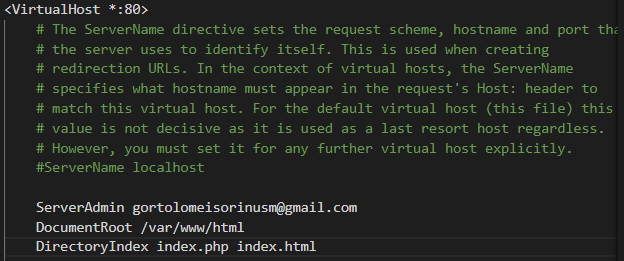 <VirtualHost *:80>
# The ServerName directive sets the request scheme, hostname and port tha
# the server uses to identify itself. This is used when creating
# redirection URLs. In the context of virtual hosts, the ServerName
# specifies what hostname must appear in the request's Host: header to
# match this virtual host. For the default virtual host (this file) this
# value is not decisive as it is used as a last resort host regardless.
# However, you must set it for any further virtual host explicitly.
#ServerName localhost
ServerAdmin gortolomeisorinusm@gmail.com
DocumentRoot /var/www/html
DirectoryIndex index.php index.html